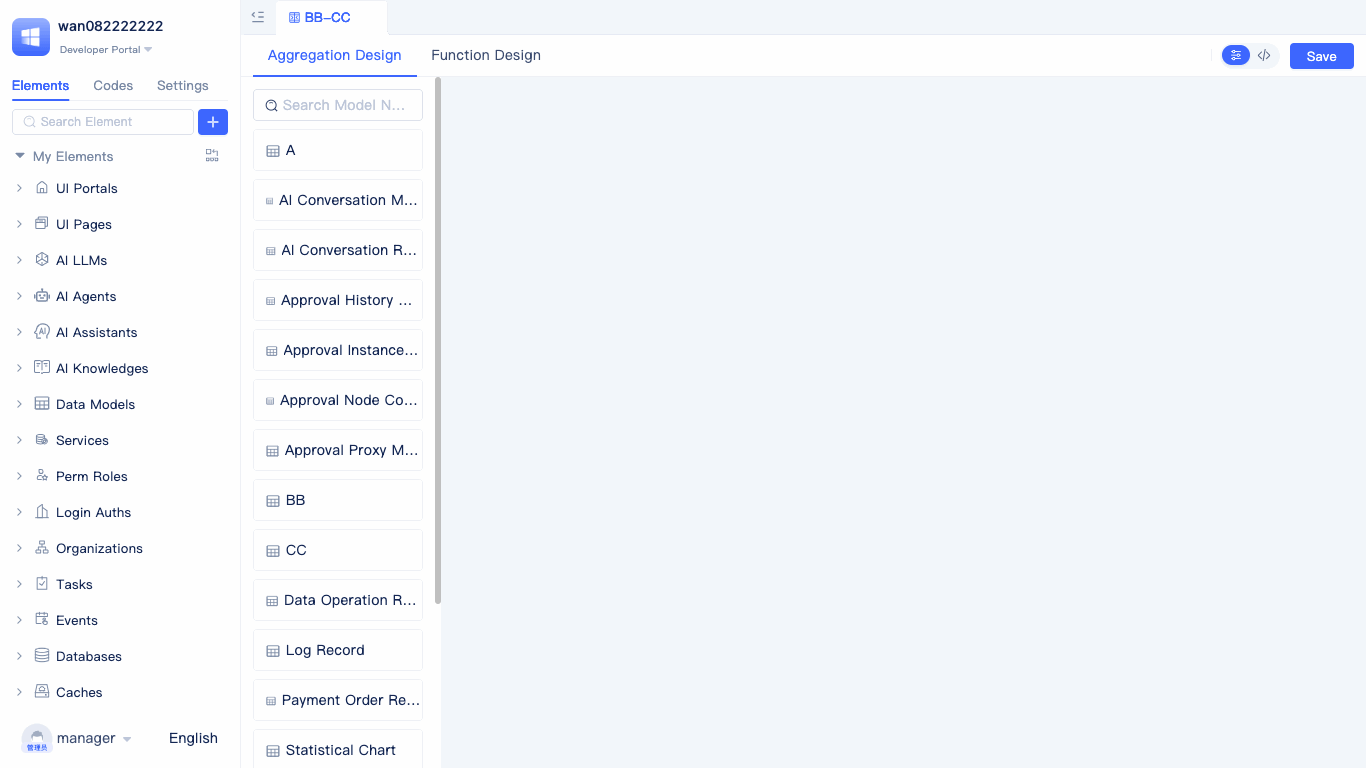 wan082222222
Developer Portal
Elements
Codes
Settings
Search Element
My Elements
UI Portals
UI Pages
AI LLMs
AI Agents
AI Assistants
AI Knowledges
Data Models
Services
Perm Roles
Login Auths
Organizations
Tasks
Events
Databases
Caches
管理员
manager
English
BB-CC
Aggregation Design
Function Design
Save
Search Model N...
A
AI Conversation M...
AI Conversation R...
Approval History ...
Approval Instance...
Approval Node Co...
Approval Proxy M...
BB
CC
Data Operation R...
Log Record
Payment Order Re...
Statistical Chart